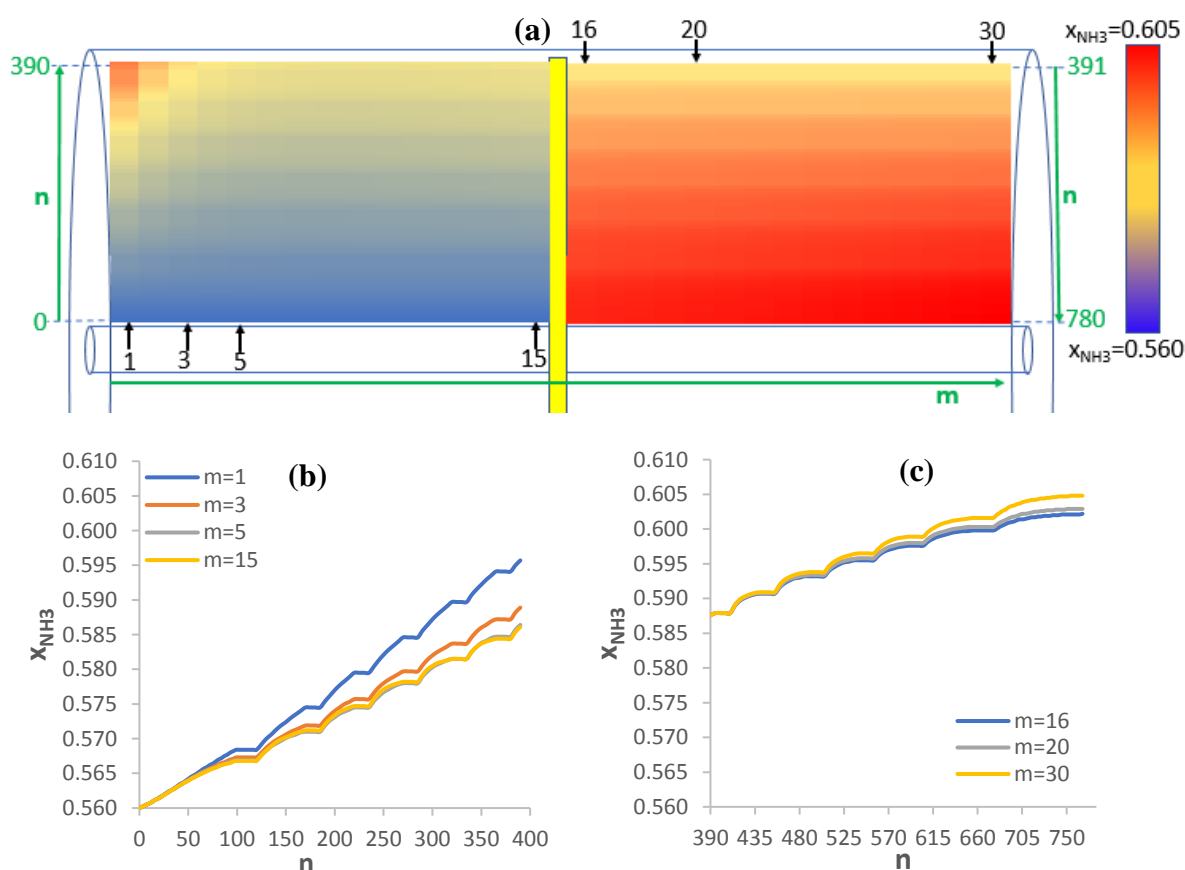 (a)
16 20 30
x_NH3=0.605
390
391
n
n
0
780
1 3 5 15
x_NH3=0.560
m
(b)
0.610
0.605
0.600
0.595
0.590
0.585
0.580
0.575
0.570
0.565
0.560
x_NH3
m=1
m=3
m=5
m=15
0 50 100 150 200 250 300 350 400
n
(c)
0.610
0.605
0.600
0.595
0.590
0.585
0.580
0.575
0.570
0.565
0.560
x_NH3
m=16
m=20
m=30
390 435 480 525 570 615 660 705 750
n